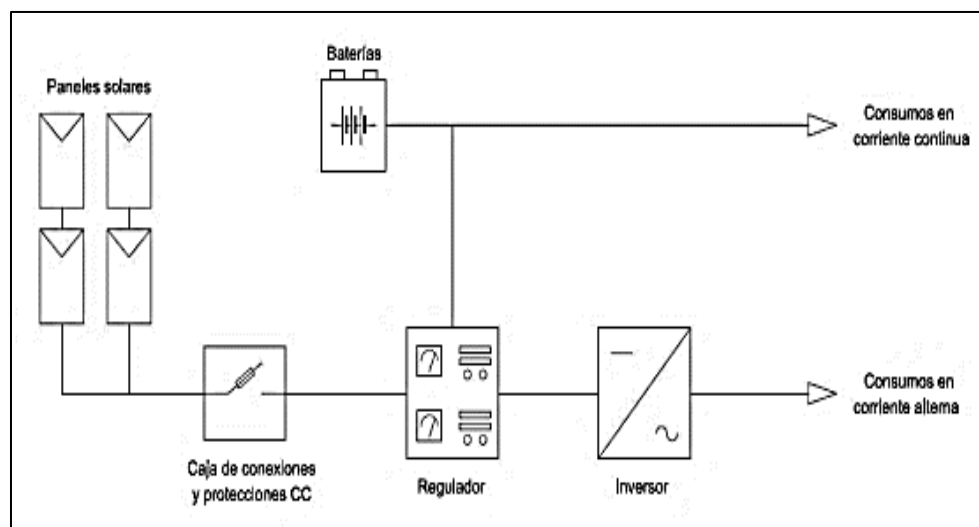 Baterías
Paneles solares
Consumos en
corriente continua
Consumos en
corriente alterna
Caja de conexiones
y protecciones CC
Regulador
Inversor